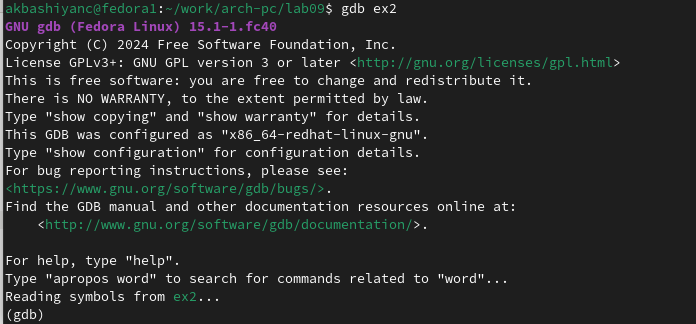 akbashiyanc@fedora1:~/work/arch-pc/lab09$ gdb ex2
GNU gdb (Fedora Linux) 15.1-1.fc40
Copyright (C) 2024 Free Software Foundation, Inc.
License GPLv3+: GNU GPL version 3 or later <http://gnu.org/licenses/gpl.html>
This is free software: you are free to change and redistribute it.
There is NO WARRANTY, to the extent permitted by law.
Type "show copying" and "show warranty" for details.
This GDB was configured as "x86_64-redhat-linux-gnu".
Type "show configuration" for configuration details.
For bug reporting instructions, please see:
<https://www.gnu.org/software/gdb/bugs/>.
Find the GDB manual and other documentation resources online at:
    <http://www.gnu.org/software/gdb/documentation/>.

For help, type "help".
Type "apropos word" to search for commands related to "word"...
Reading symbols from ex2...
(gdb)